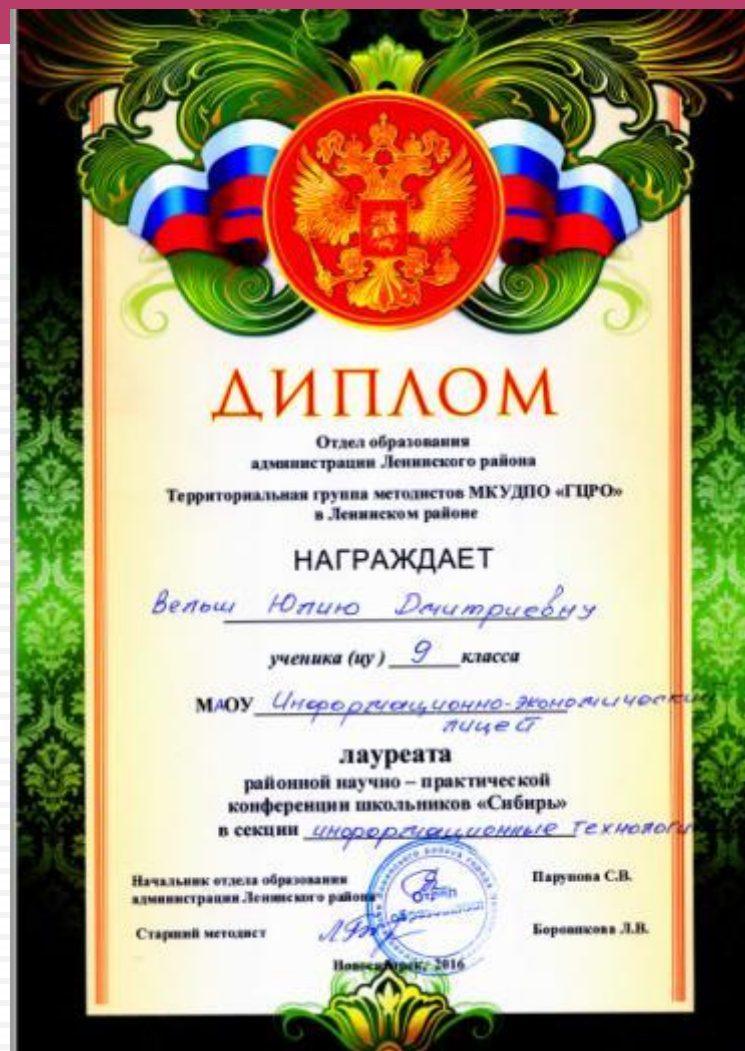 ДИПЛОМ
Отдел образования
администрации Ленинского района
Территориальная группа методистов МКУДПО «ГЦРО»
в Ленинском районе
НАГРАЖДАЕТ
Вельш Юлию Дмитриевну
ученика (цу) 9 класса
МАОУ Информационно-экономический
лицей
лауреата
районной научно – практической
конференции школьников «Сибирь»
в секции информационные технологии
Начальник отдела образования
администрации Ленинского района
Парунова С.В.
Старший методист
Боровикова Л.В.
Новосибирск, 2016